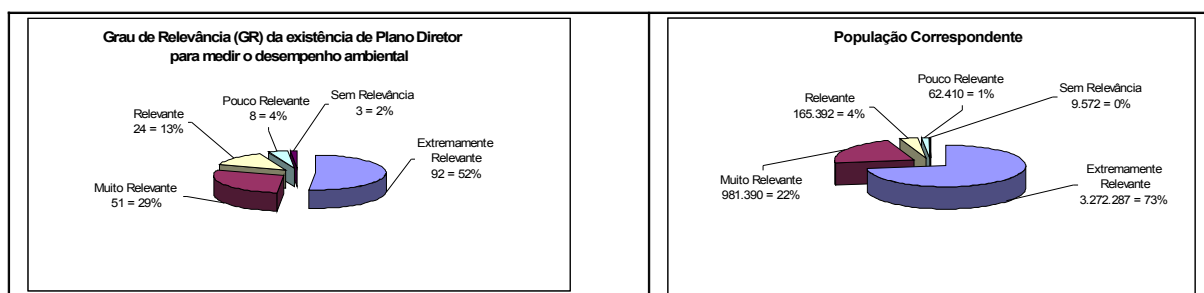 Grau de Relevância (GR) da existência de Plano Diretor
para medir o desempenho ambiental
Sem Relevância
3 = 2%
Pouco Relevante
8 = 4%
Relevante
24 = 13%
Extremamente
Relevante
92 = 52%
Muito Relevante
51 = 29%
População Correspondente
Pouco Relevante
62.410 = 1%
Sem Relevância
9.572 = 0%
Relevante
165.392 = 4%
Muito Relevante
981.390 = 22%
Extremamente
Relevante
3.272.287 = 73%